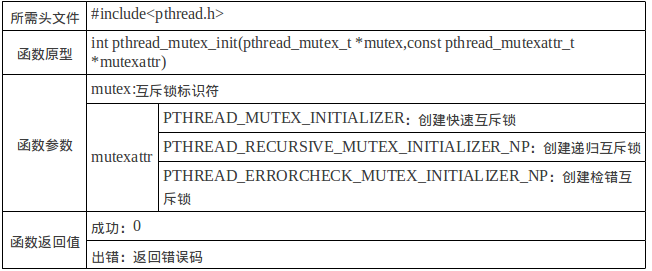 所需头文件
#include<pthread.h>
函数原型
int pthread_mutex_init(pthread_mutex_t *mutex,const pthread_mutexattr_t
*mutexattr)
函数参数
mutex:互斥锁标识符
mutexattr
PTHREAD_MUTEX_INITIALIZER：创建快速互斥锁
PTHREAD_RECURSIVE_MUTEX_INITIALIZER_NP：创建递归互斥锁
PTHREAD_ERRORCHECK_MUTEX_INITIALIZER_NP：创建检错互
斥锁
函数返回值
成功：0
出错：返回错误码